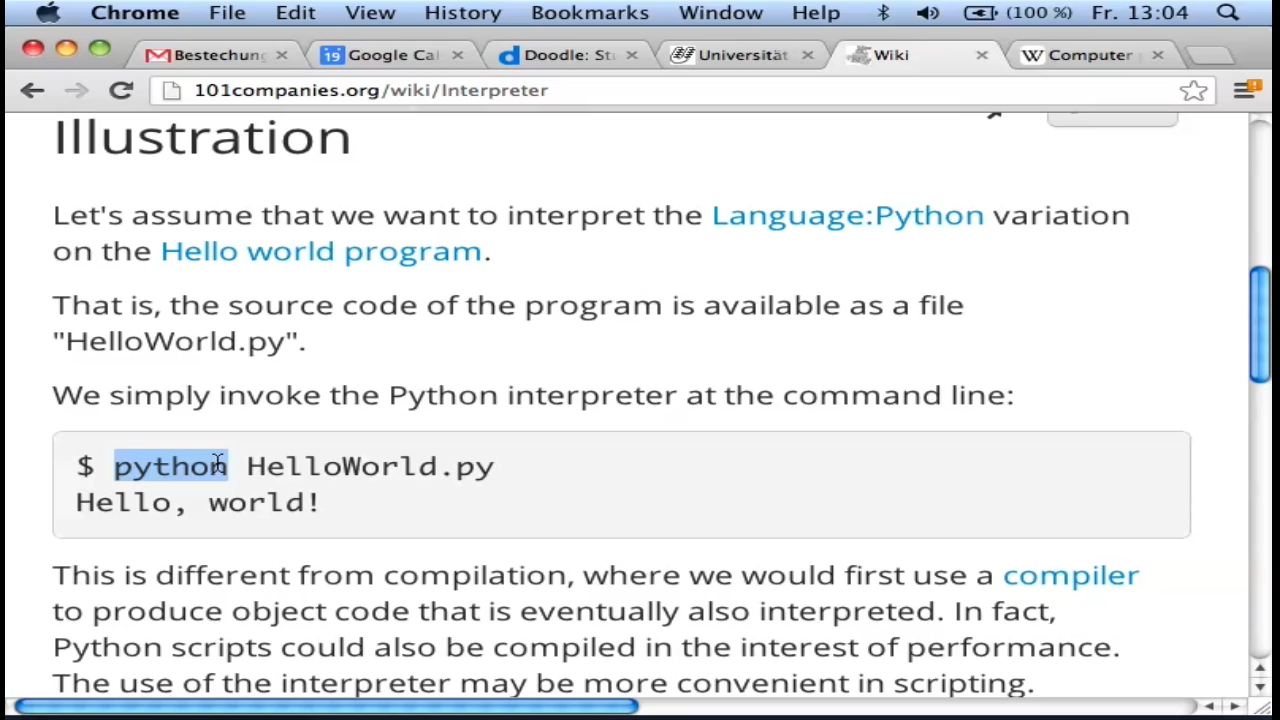 Chrome File Edit View History Bookmarks Window Help (100 %) Fr. 13:04
Bestechung 19 Google Cal Doodle: Stu Universität Wiki W Computer
101companies.org/wiki/Interpreter
Illustration
Let's assume that we want to interpret the Language:Python variation
on the Hello world program.
That is, the source code of the program is available as a file
"HelloWorld.py".
We simply invoke the Python interpreter at the command line:
$ python HelloWorld.py
Hello, world!
This is different from compilation, where we would first use a compiler
to produce object code that is eventually also interpreted. In fact,
Python scripts could also be compiled in the interest of performance.
The use of the interpreter may be more convenient in scripting.